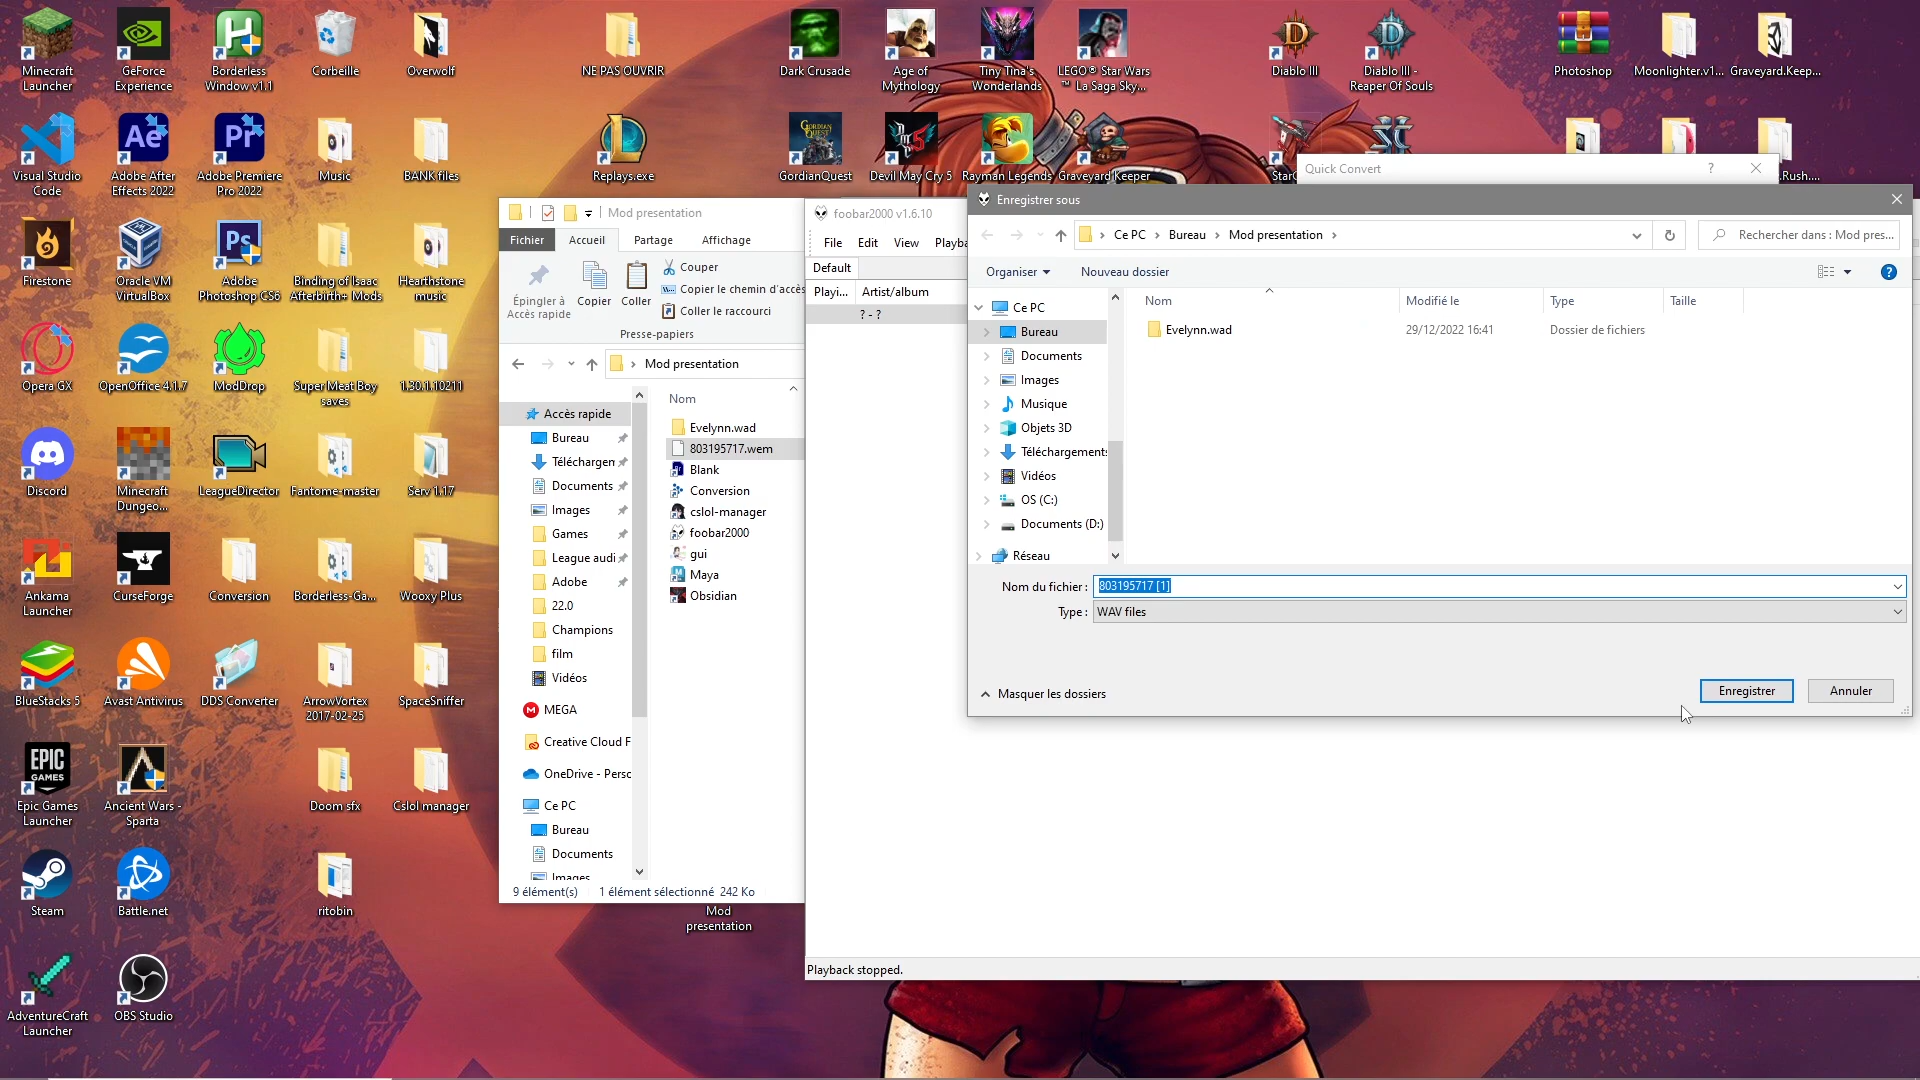 Minecraft
Launcher
GeForce
Experience
Borderless
Window v1.1
Corbeille
Overwolf
NE PAS OUVRIR
Dark Crusade
Age of
Mythology
Tiny Tina's
Wonderlands
LEGO® Star Wars
™ La Saga Sky...
Diablo III
Diablo III -
Reaper Of Souls
Photoshop
Moonlighter.v1...
Graveyard.Keep...
Visual Studio
Code
Adobe After
Effects 2022
Adobe Premiere
Pro 2022
Music
BANK files
Replays.exe
GordianQuest
Devil May Cry 5
Rayman Legends
Graveyard Keeper
StarC
.Rush....
Firestone
Oracle VM
VirtualBox
Adobe
Photoshop CS6
Binding of Isaac
Afterbirth+ Mods
Hearthstone
music
Opera GX
OpenOffice 4.1.7
ModDrop
Super Meat Boy
saves
1.30.1.10211
Discord
Minecraft
Dungeo...
LeagueDirector
Fantome-master
Serv 1.17
Ankama
Launcher
CurseForge
Conversion
Borderless-Ga...
Wooxy Plus
BlueStacks 5
Avast Antivirus
DDS Converter
ArrowVortex
2017-02-25
SpaceSniffer
Epic Games
Launcher
Ancient Wars -
Sparta
Doom sfx
Cslol manager
Steam
Battle.net
ritobin
AdventureCraft
Launcher
OBS Studio
Mod
presentation
Mod presentation
Fichier
Accueil
Partage
Affichage
Épingler à
Accès rapide
Copier
Coller
Couper
Copier le chemin d'accès
Coller le raccourci
Presse-papiers
Mod presentation
Accès rapide
Bureau
Téléchargen
Documents
Images
Games
League audi
Adobe
22.0
Champions
film
Vidéos
MEGA
Creative Cloud F
OneDrive - Perso
Ce PC
Bureau
Documents
Images
Nom
Evelynn.wad
803195717.wem
Blank
Conversion
cslol-manager
foobar2000
gui
Maya
Obsidian
9 élément(s)
1 élément sélectionné 242 Ko
foobar2000 v1.6.10
File
Edit
View
Playba
Default
Playi...
Artist/album
? - ?
Playback stopped.
Quick Convert
?
Enregistrer sous
Ce PC
Bureau
Mod presentation
Rechercher dans : Mod pres...
Organiser
Nouveau dossier
?
Ce PC
Bureau
Documents
Images
Musique
Objets 3D
Téléchargements
Vidéos
OS (C:)
Documents (D:)
Réseau
Nom
Modifié le
Type
Taille
Evelynn.wad
29/12/2022 16:41
Dossier de fichiers
Nom du fichier :
803195717 [1]
Type :
WAV files
Masquer les dossiers
Enregistrer
Annuler